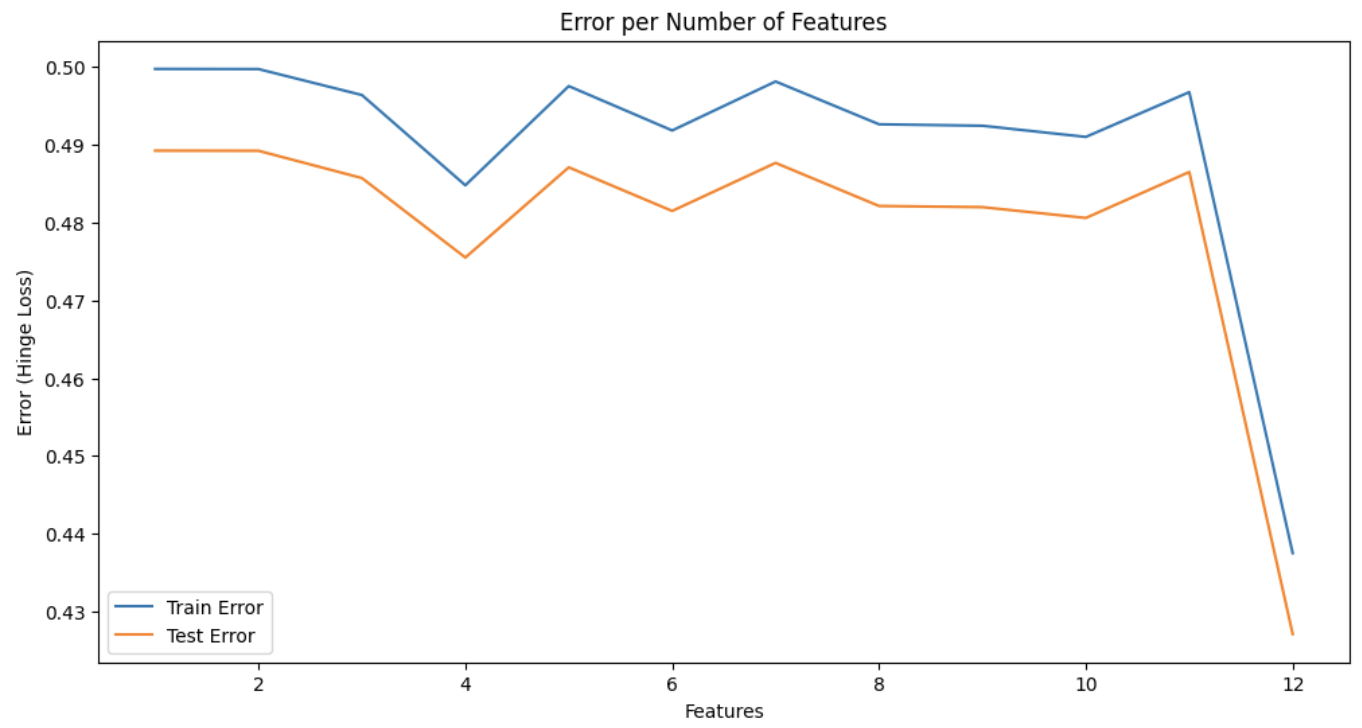 Error per Number of Features
0.50
0.49
0.48
0.47
0.46
0.45
0.44
0.43
Error (Hinge Loss)
Train Error
Test Error
2 4 6 8 10 12
Features